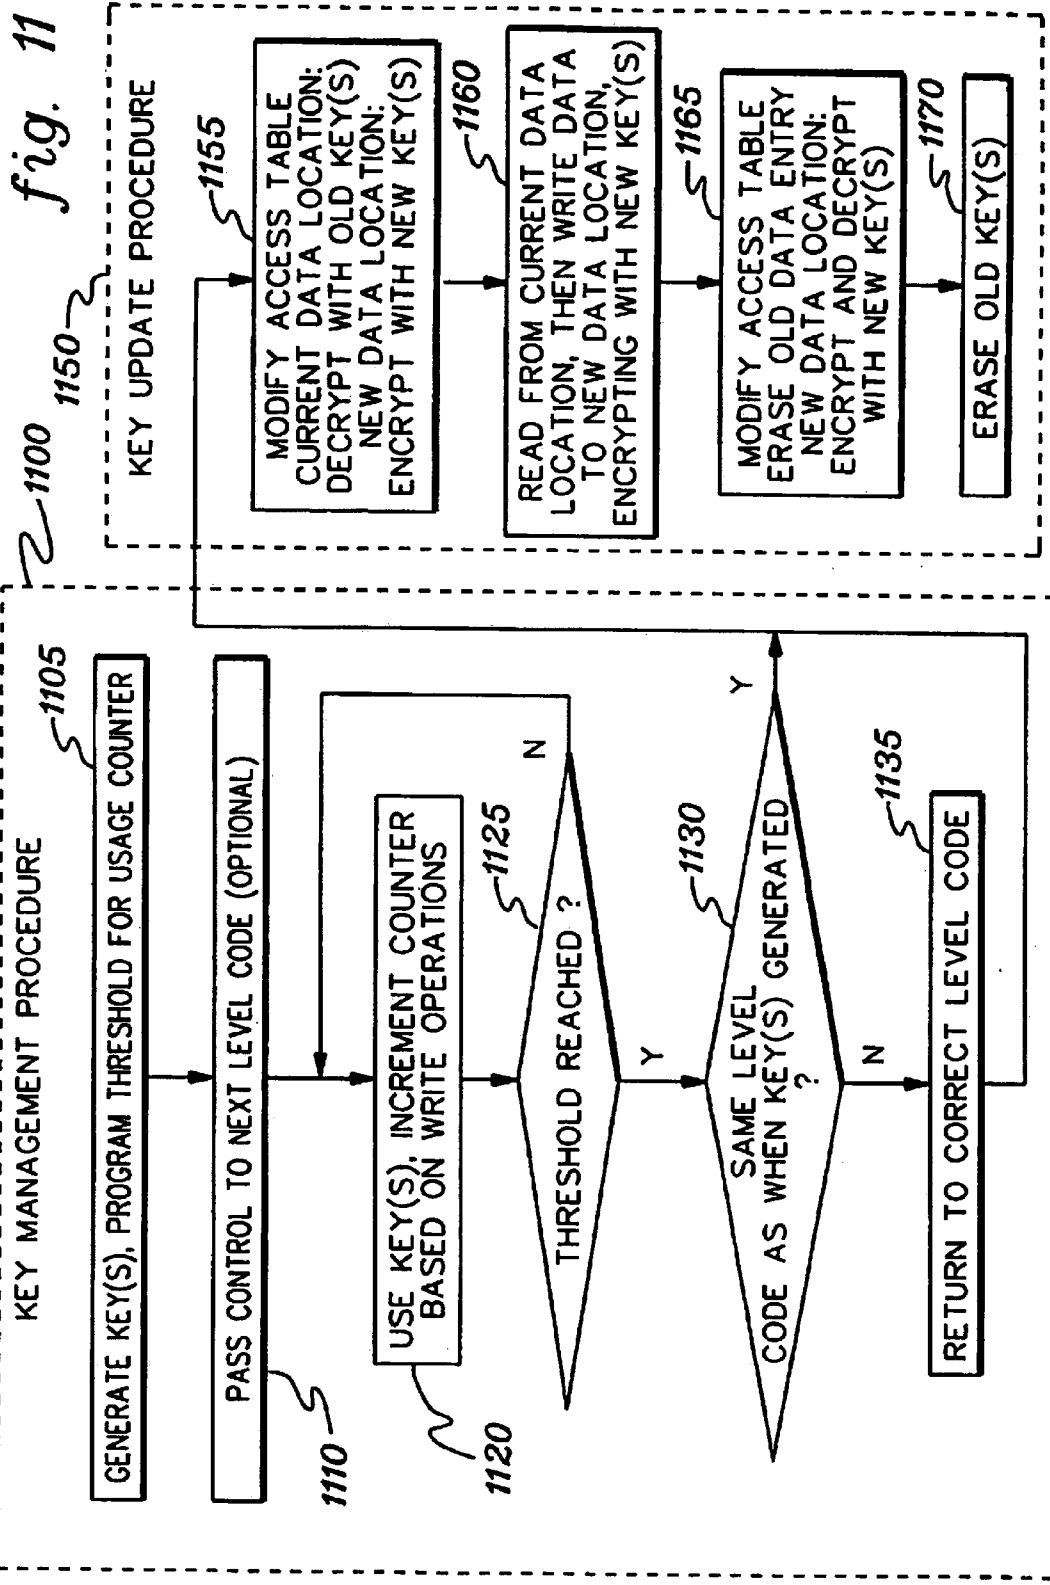 fig. 11
1100
KEY MANAGEMENT PROCEDURE
1105
GENERATE KEY(S), PROGRAM THRESHOLD FOR USAGE COUNTER
PASS CONTROL TO NEXT LEVEL CODE (OPTIONAL)
1110
USE KEY(S), INCREMENT COUNTER
BASED ON WRITE OPERATIONS
1120
1125
THRESHOLD REACHED ?
N
Y
1130
SAME LEVEL
CODE AS WHEN KEY(S) GENERATED
?
Y
N
1135
RETURN TO CORRECT LEVEL CODE
1150
KEY UPDATE PROCEDURE
1155
MODIFY ACCESS TABLE
CURRENT DATA LOCATION:
DECRYPT WITH OLD KEY(S)
NEW DATA LOCATION:
ENCRYPT WITH NEW KEY(S)
1160
READ FROM CURRENT DATA
LOCATION, THEN WRITE DATA
TO NEW DATA LOCATION,
ENCRYPTING WITH NEW KEY(S)
1165
MODIFY ACCESS TABLE
ERASE OLD DATA ENTRY
NEW DATA LOCATION:
ENCRYPT AND DECRYPT
WITH NEW KEY(S)
1170
ERASE OLD KEY(S)